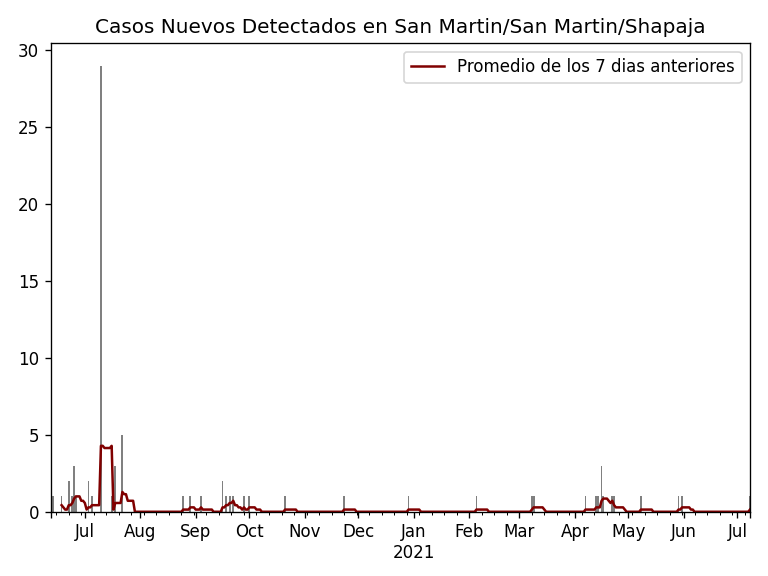 Casos Nuevos Detectados en San Martin/San Martin/Shapaja
Promedio de los 7 dias anteriores
30
25
20
15
10
5
0
Jul Aug Sep Oct Nov Dec Jan Feb Mar Apr May Jun Jul
2021